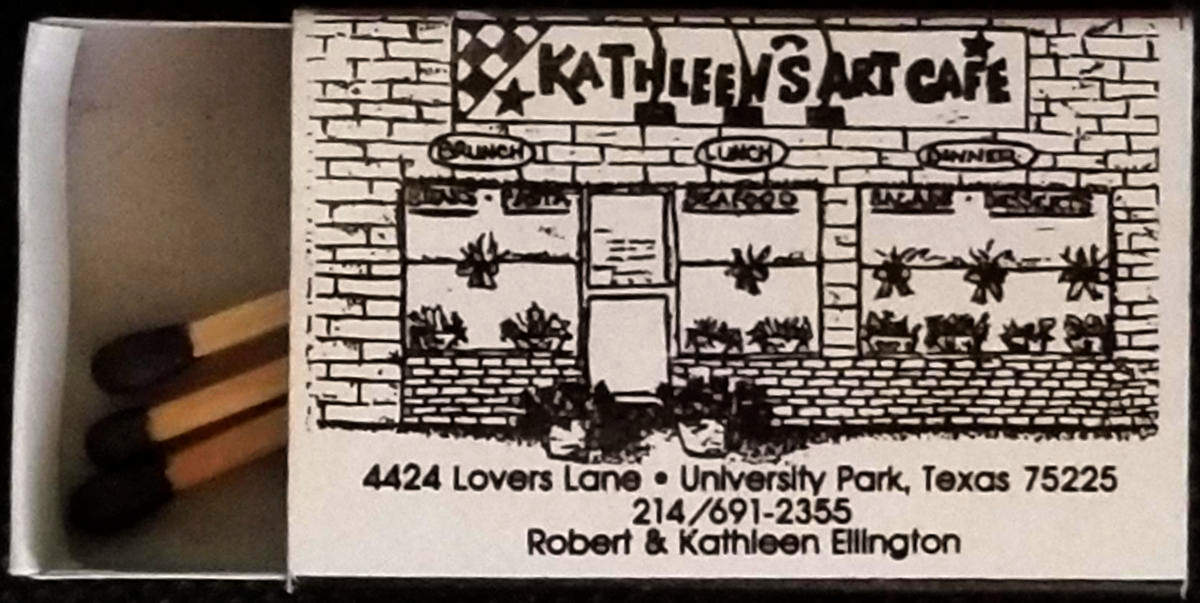 KATHLEEN'S ART CAFE
BRUNCH LUNCH DINNER
PASTA SEAFOOD DESSERTS
4424 Lovers Lane • University Park, Texas 75225
214/691-2355
Robert & Kathleen Ellington